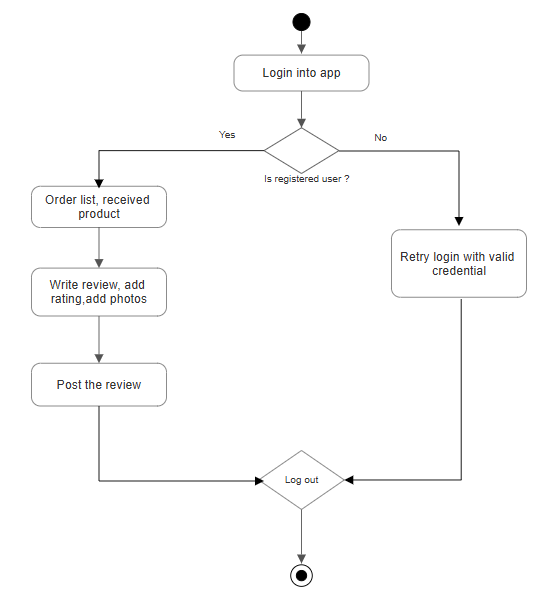 Login into app
Yes
No
Is registered user ?
Order list, received
product
Retry login with valid
credential
Write review, add
rating,add photos
Post the review
Log out